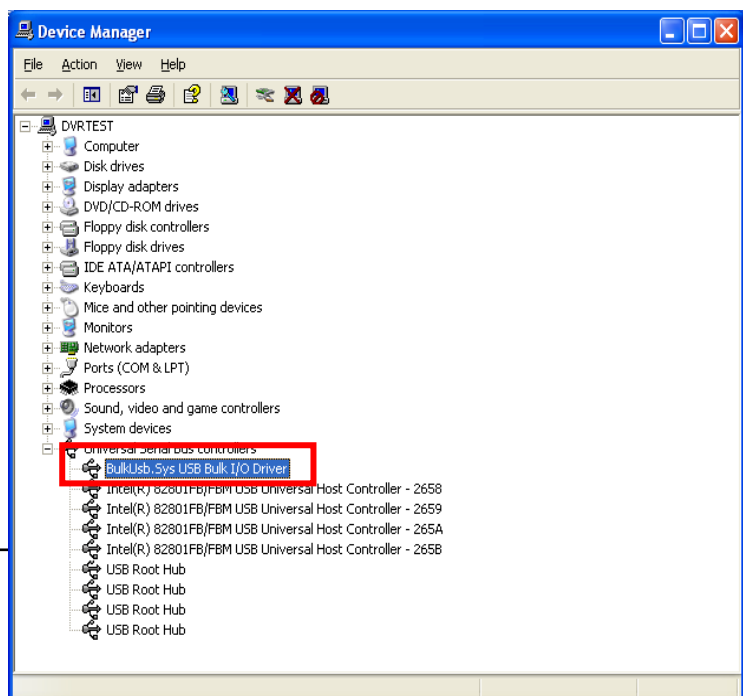 Device Manager
File Action View Help
DVRTEST
Computer
Disk drives
Display adapters
DVD/CD-ROM drives
Floppy disk controllers
Floppy disk drives
IDE ATA/ATAPI controllers
Keyboards
Mice and other pointing devices
Monitors
Network adapters
Ports (COM & LPT)
Processors
Sound, video and game controllers
System devices
Universal Serial Bus controllers
BulkUsb.Sys USB Bulk I/O Driver
Intel(R) 82801FB/FBM USB Universal Host Controller - 2658
Intel(R) 82801FB/FBM USB Universal Host Controller - 2659
Intel(R) 82801FB/FBM USB Universal Host Controller - 265A
Intel(R) 82801FB/FBM USB Universal Host Controller - 265B
USB Root Hub
USB Root Hub
USB Root Hub
USB Root Hub